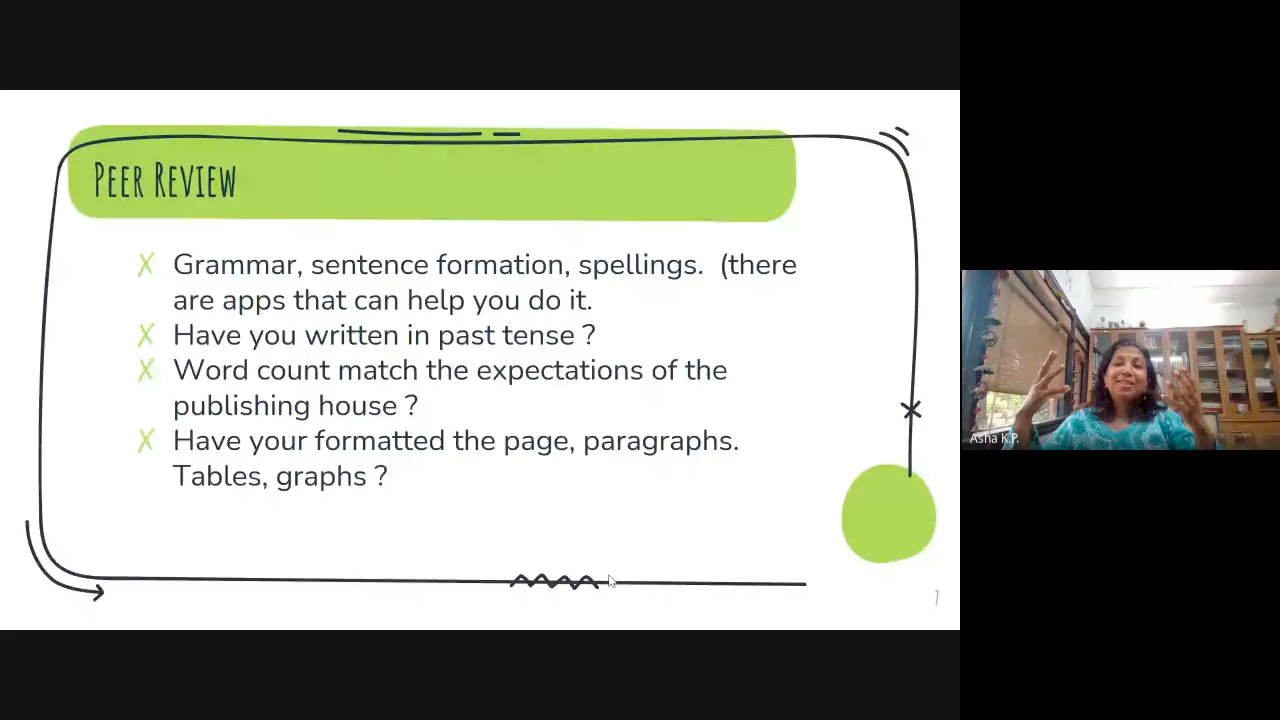 Peer Review
Grammar, sentence formation, spellings. (there
are apps that can help you do it.
Have you written in past tense ?
Word count match the expectations of the
publishing house ?
Have your formatted the page, paragraphs.
Tables, graphs ?
1
Asha K.P.